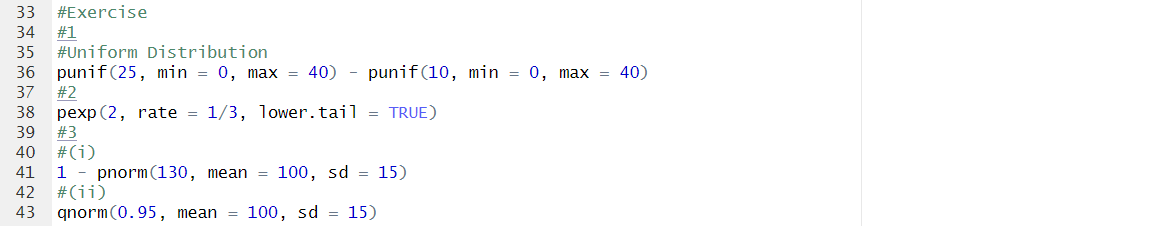 33 #Exercise
34 #1
35 #Uniform Distribution
36 punif(25, min = 0, max = 40) - punif(10, min = 0, max = 40)
37 #2
38 pexp(2, rate = 1/3, lower.tail = TRUE)
39 #3
40 #(i)
41 1 - pnorm(130, mean = 100, sd = 15)
42 #(ii)
43 qnorm(0.95, mean = 100, sd = 15)